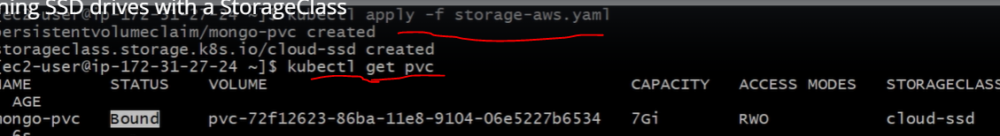 ning SSD drives with a StorageClass
[ec2-user@ip-172-31-27-24 ~]$ kubectl apply -f storage-aws.yaml
persistentvolumeclaim/mongo-pvc created
storageclass.storage.k8s.io/cloud-ssd created
[ec2-user@ip-172-31-27-24 ~]$ kubectl get pvc
NAME STATUS VOLUME CAPACITY ACCESS MODES STORAGECLASS
AGE
mongo-pvc Bound pvc-72f12623-86ba-11e8-9104-06e5227b6534 7Gi RWO cloud-ssd
6s